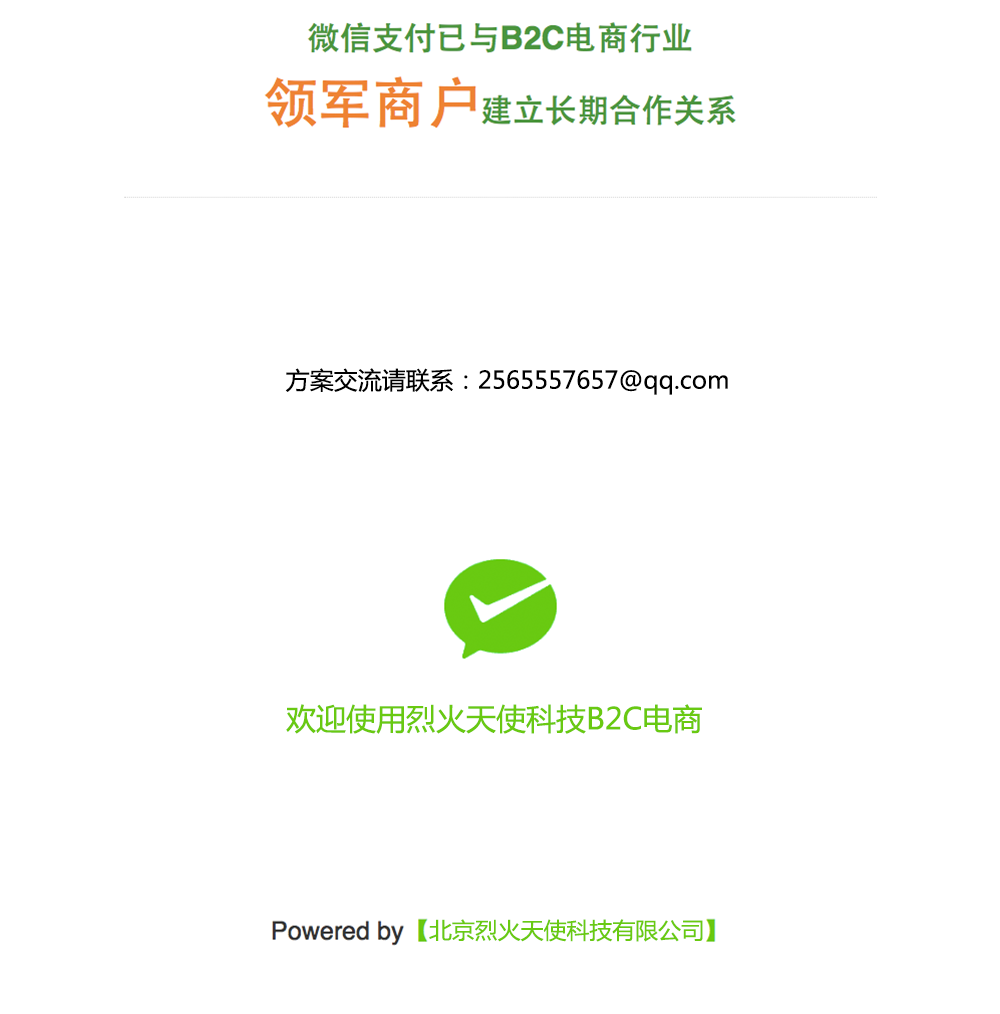 微信支付已与B2C电商行业
领军商户建立长期合作关系
方案交流请联系：2565557657@qq.com
欢迎使用烈火天使科技B2C电商
Powered by【北京烈火天使科技有限公司】